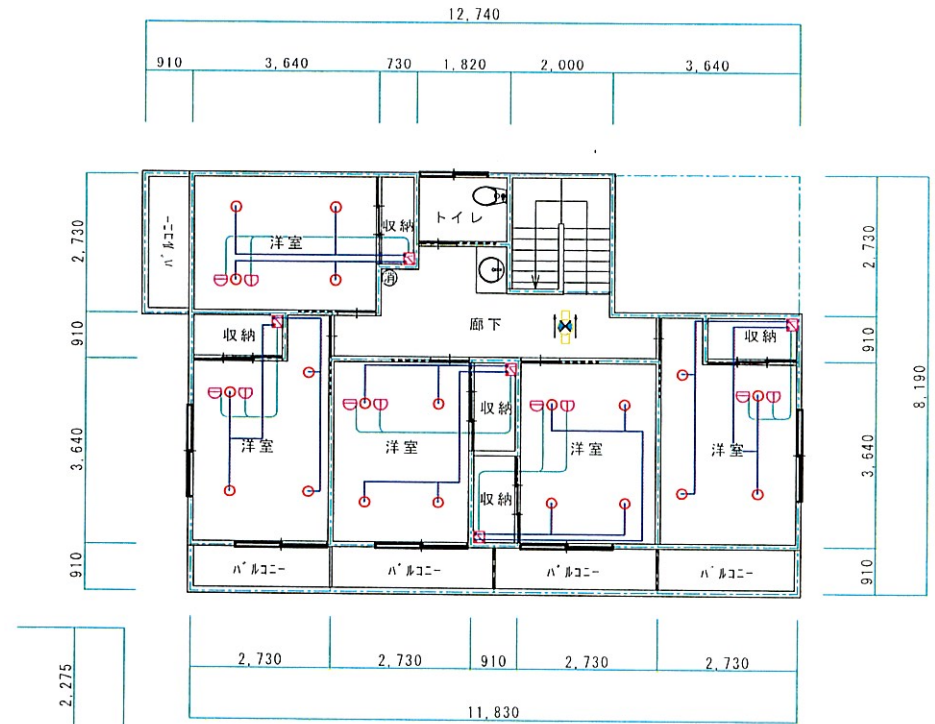 12,740
910
3,640
730
1,820
2,000
3,640
バルコニー
洋室
収納
トイレ
消
廊下
収納
収納
洋室
洋室
収納
収納
洋室
洋室
バルコニー
バルコニー
バルコニー
バルコニー
2,730
910
3,640
910
2,730
910
3,640
910
8,190
2,275
2,730
2,730
910
2,730
2,730
11,830